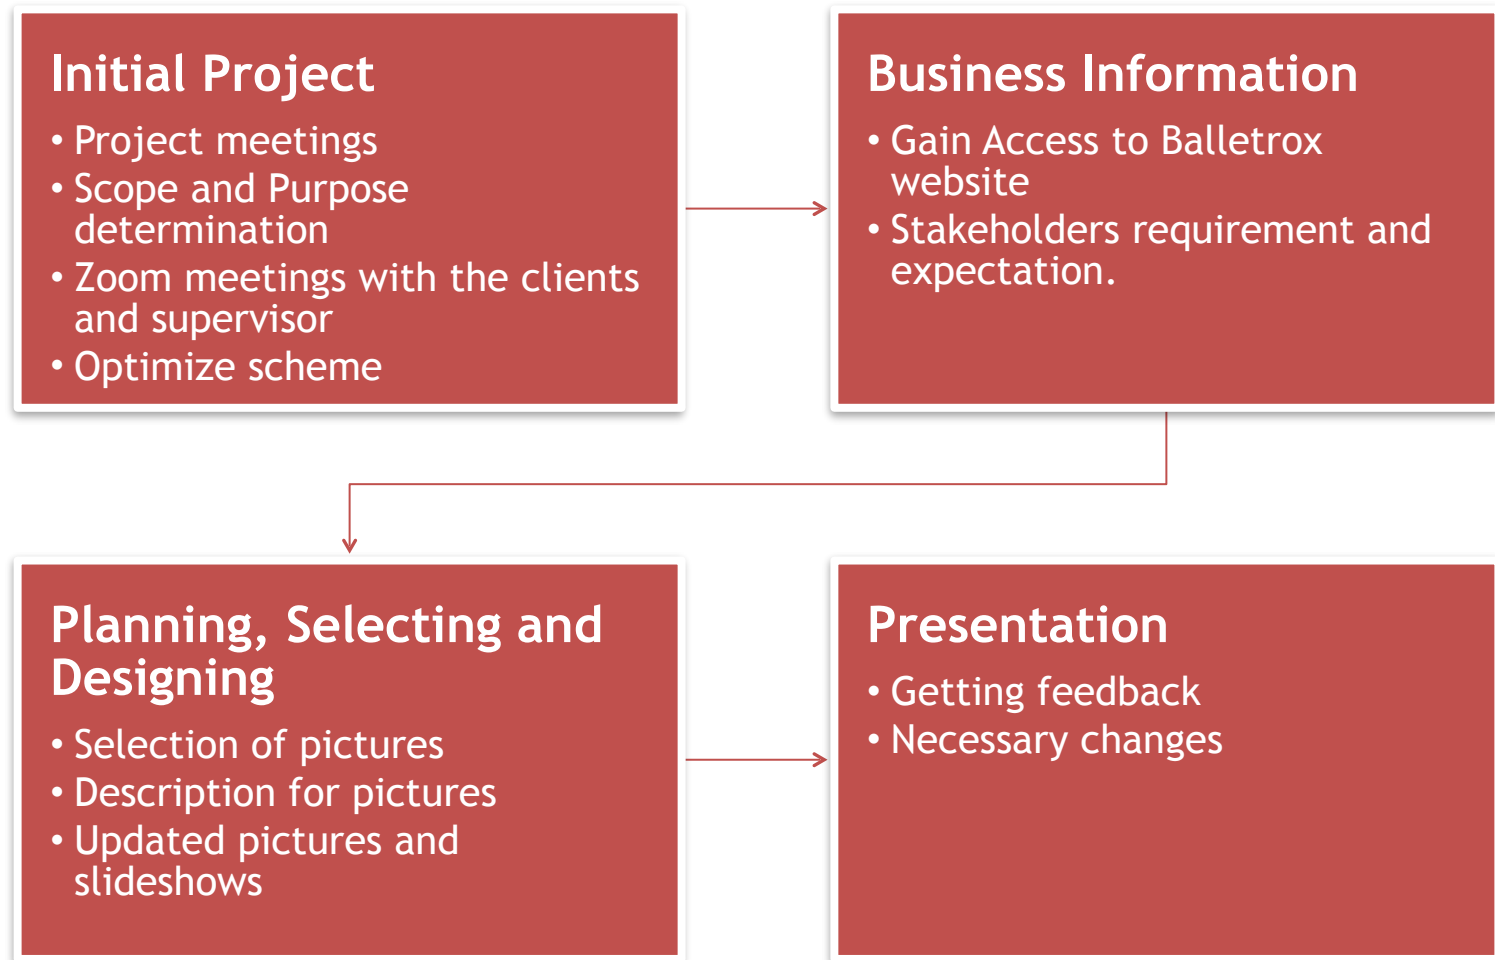 Initial Project
• Project meetings
• Scope and Purpose
determination
• Zoom meetings with the clients
and supervisor
• Optimize scheme
Business Information
• Gain Access to Balletrox
website
• Stakeholders requirement and
expectation.
Planning, Selecting and
Designing
• Selection of pictures
• Description for pictures
• Updated pictures and
slideshows
Presentation
• Getting feedback
• Necessary changes